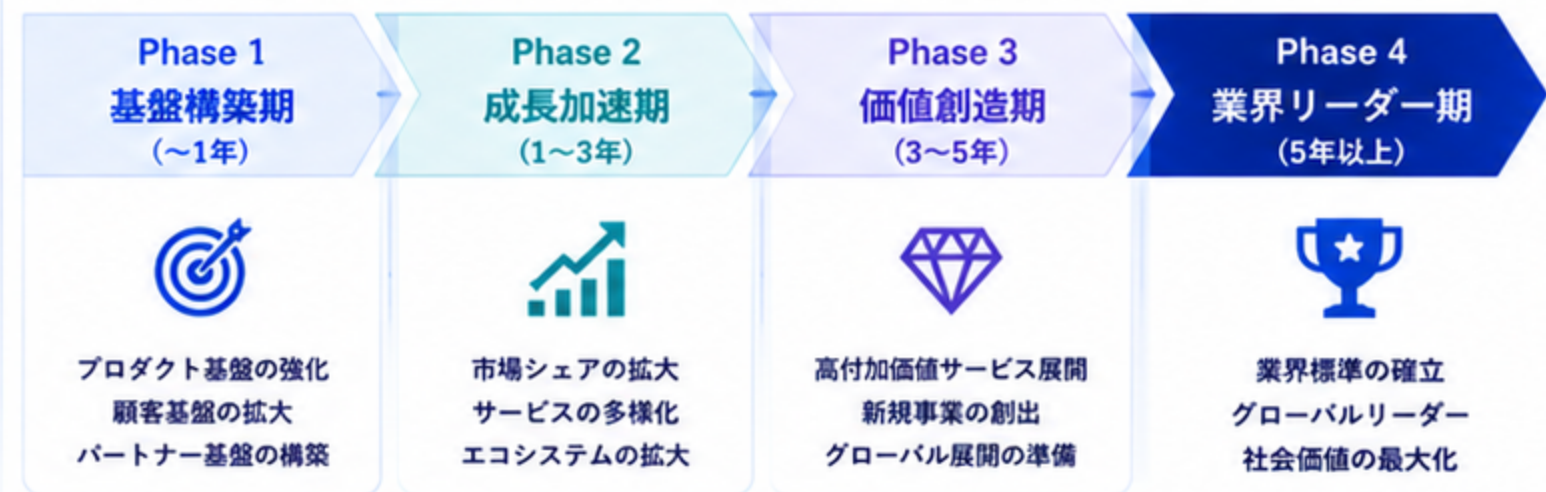 Phase 1
基盤構築期
(～1年)
プロダクト基盤の強化
顧客基盤の拡大
パートナー基盤の構築
Phase 2
成長加速期
(1～3年)
市場シェアの拡大
サービスの多様化
エコシステムの拡大
Phase 3
価値創造期
(3～5年)
高付加価値サービス展開
新規事業の創出
グローバル展開の準備
Phase 4
業界リーダー期
(5年以上)
業界標準の確立
グローバルリーダー
社会価値の最大化